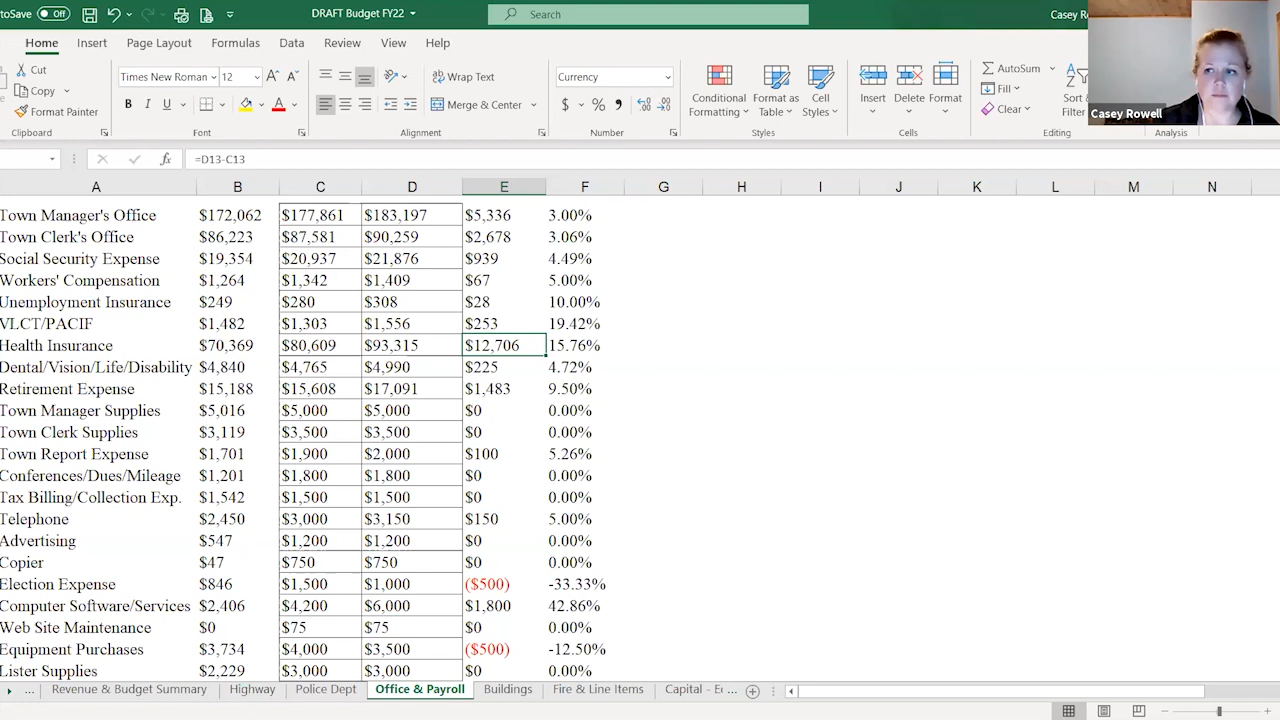 toSave Off DRAFT Budget FY22 Search Casey Ro
Home Insert Page Layout Formulas Data Review View Help
Cut
Copy
Format Painter
Clipboard
Times New Roman 12
B I U A
Font
Wrap Text
Merge & Center
Alignment
Currency
$ % ,
Number
Conditional Formatting
Format as Table
Cell Styles
Styles
Insert Delete Format
Cells
AutoSum
Fill
Clear
Sort
Filter
Editing
Analysis
Casey Rowell
fx =D13-C13
A B C D E F G H I J K L M N
Town Manager's Office $172,062 $177,861 $183,197 $5,336 3.00%
Town Clerk's Office $86,223 $87,581 $90,259 $2,678 3.06%
Social Security Expense $19,354 $20,937 $21,876 $939 4.49%
Workers' Compensation $1,264 $1,342 $1,409 $67 5.00%
Unemployment Insurance $249 $280 $308 $28 10.00%
VLCT/PACIF $1,482 $1,303 $1,556 $253 19.42%
Health Insurance $70,369 $80,609 $93,315 $12,706 15.76%
Dental/Vision/Life/Disability $4,840 $4,765 $4,990 $225 4.72%
Retirement Expense $15,188 $15,608 $17,091 $1,483 9.50%
Town Manager Supplies $5,016 $5,000 $5,000 $0 0.00%
Town Clerk Supplies $3,119 $3,500 $3,500 $0 0.00%
Town Report Expense $1,701 $1,900 $2,000 $100 5.26%
Conferences/Dues/Mileage $1,201 $1,800 $1,800 $0 0.00%
Tax Billing/Collection Exp. $1,542 $1,500 $1,500 $0 0.00%
Telephone $2,450 $3,000 $3,150 $150 5.00%
Advertising $547 $1,200 $1,200 $0 0.00%
Copier $47 $750 $750 $0 0.00%
Election Expense $846 $1,500 $1,000 ($500) -33.33%
Computer Software/Services $2,406 $4,200 $6,000 $1,800 42.86%
Web Site Maintenance $0 $75 $75 $0 0.00%
Equipment Purchases $3,734 $4,000 $3,500 ($500) -12.50%
Lister Supplies $2,229 $3,000 $3,000 $0 0.00%
... Revenue & Budget Summary Highway Police Dept Office & Payroll Buildings Fire & Line Items Capital - Ec ...